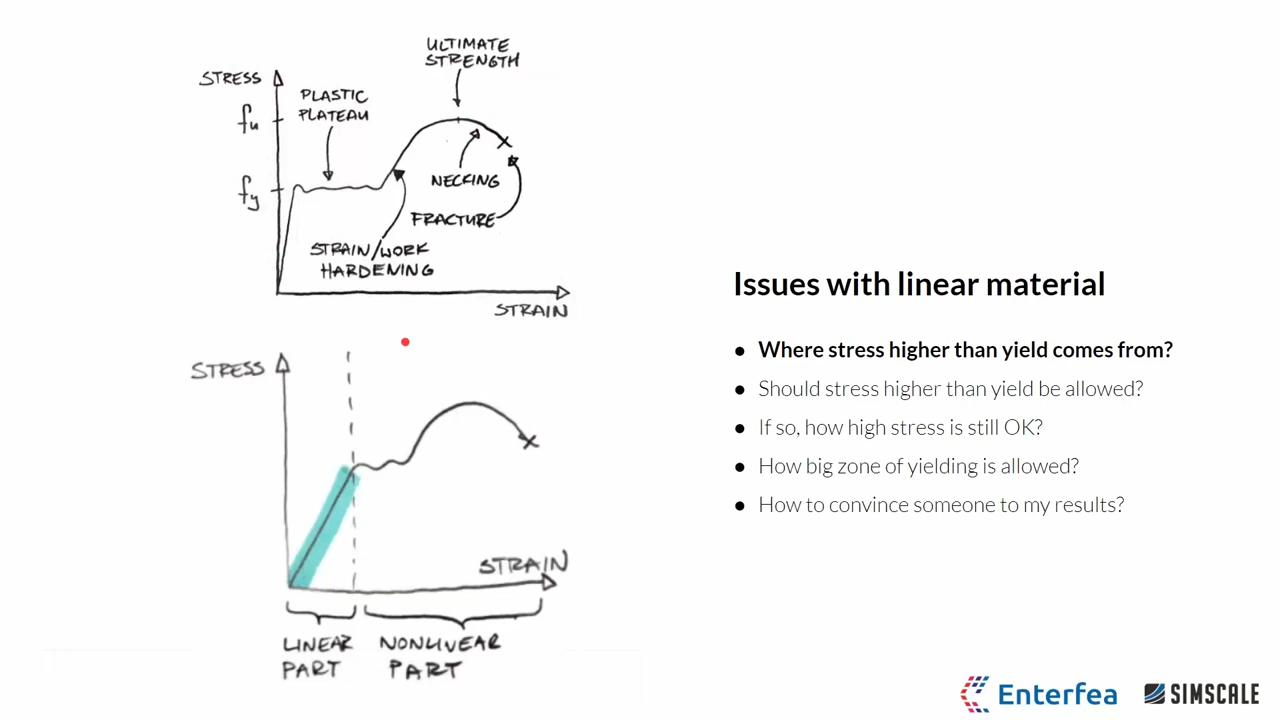 ULTIMATE
STRENGTH
STRESS
PLASTIC
PLATEAU
fu
fy
NECKING
FRACTURE
STRAIN/WORK
HARDENING
STRAIN
STRESS
STRAIN
LINEAR
PART
NONLINEAR
PART
Issues with linear material
● Where stress higher than yield comes from?
● Should stress higher than yield be allowed?
● If so, how high stress is still OK?
● How big zone of yielding is allowed?
● How to convince someone to my results?
Enterfea
SIMSCALE